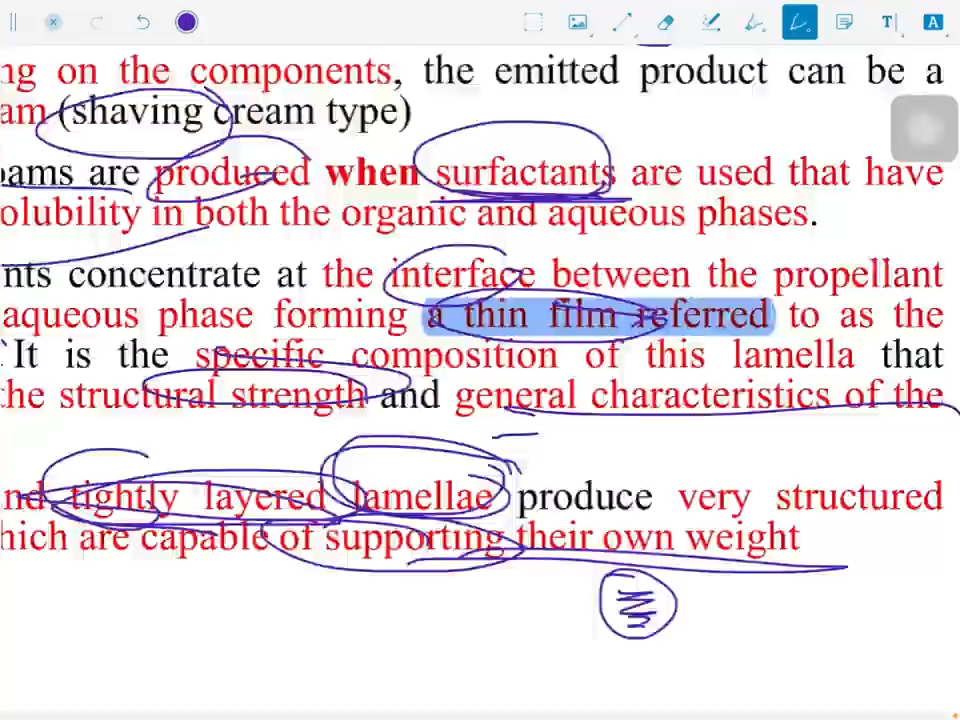 ng on the components, the emitted product can be a
am (shaving cream type)
oams are produced when surfactants are used that have
olubility in both the organic and aqueous phases.
nts concentrate at the interface between the propellant
aqueous phase forming a thin film referred to as the
It is the specific composition of this lamella that
the structural strength and general characteristics of the
nd tightly layered lamellae produce very structured
hich are capable of supporting their own weight